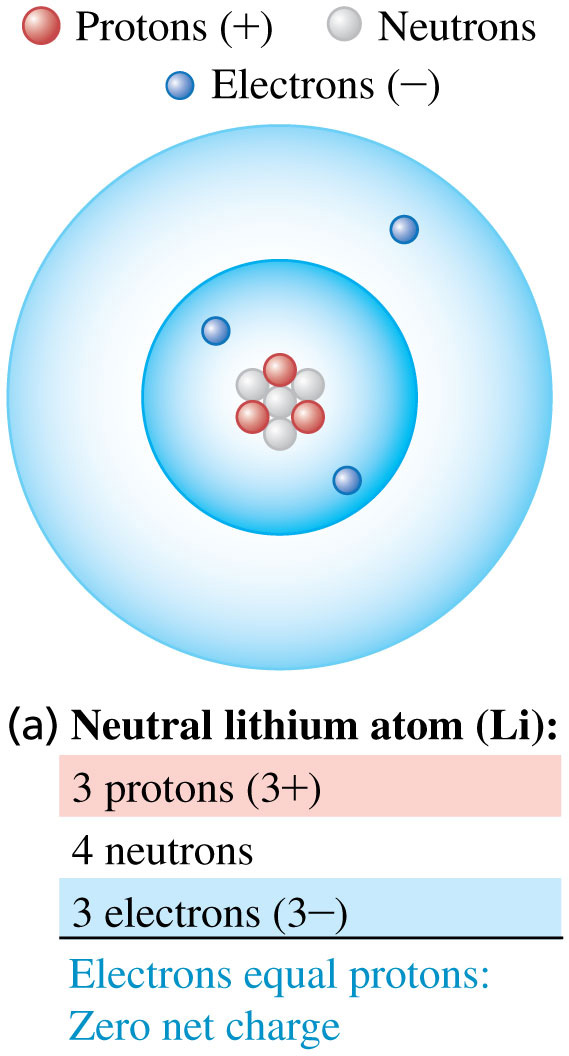 Protons (+) Neutrons
Electrons (−)
(a) Neutral lithium atom (Li):
3 protons (3+)
4 neutrons
3 electrons (3−)
Electrons equal protons:
Zero net charge